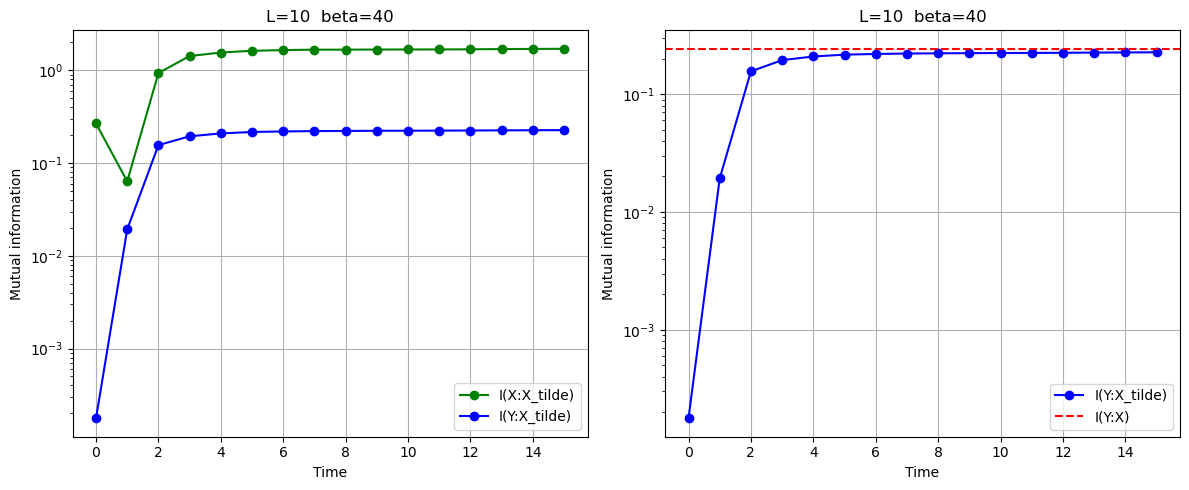 L=10 beta=40
Mutual information
10^0
10^-1
10^-2
10^-3
0 2 4 6 8 10 12 14
Time
I(X:X_tilde)
I(Y:X_tilde)
L=10 beta=40
Mutual information
10^-1
10^-2
10^-3
0 2 4 6 8 10 12 14
Time
I(Y:X_tilde)
I(Y:X)